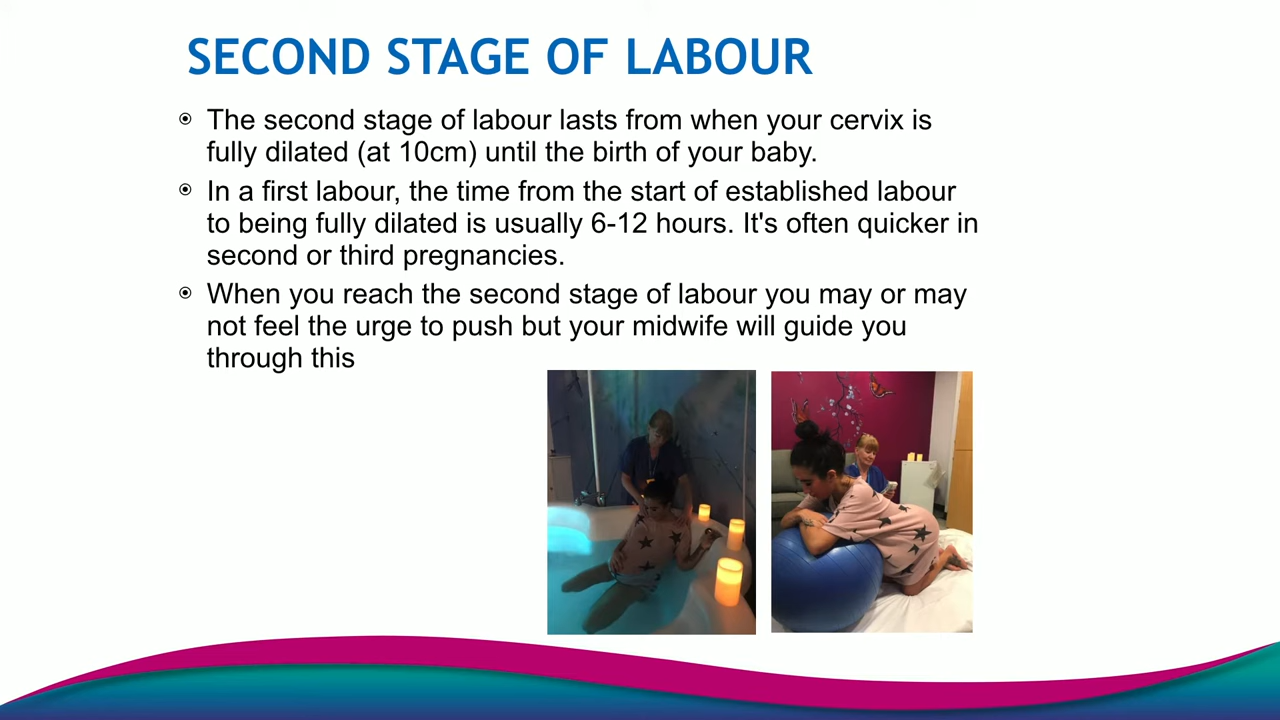 SECOND STAGE OF LABOUR
The second stage of labour lasts from when your cervix is
fully dilated (at 10cm) until the birth of your baby.
In a first labour, the time from the start of established labour
to being fully dilated is usually 6-12 hours. It's often quicker in
second or third pregnancies.
When you reach the second stage of labour you may or may
not feel the urge to push but your midwife will guide you
through this